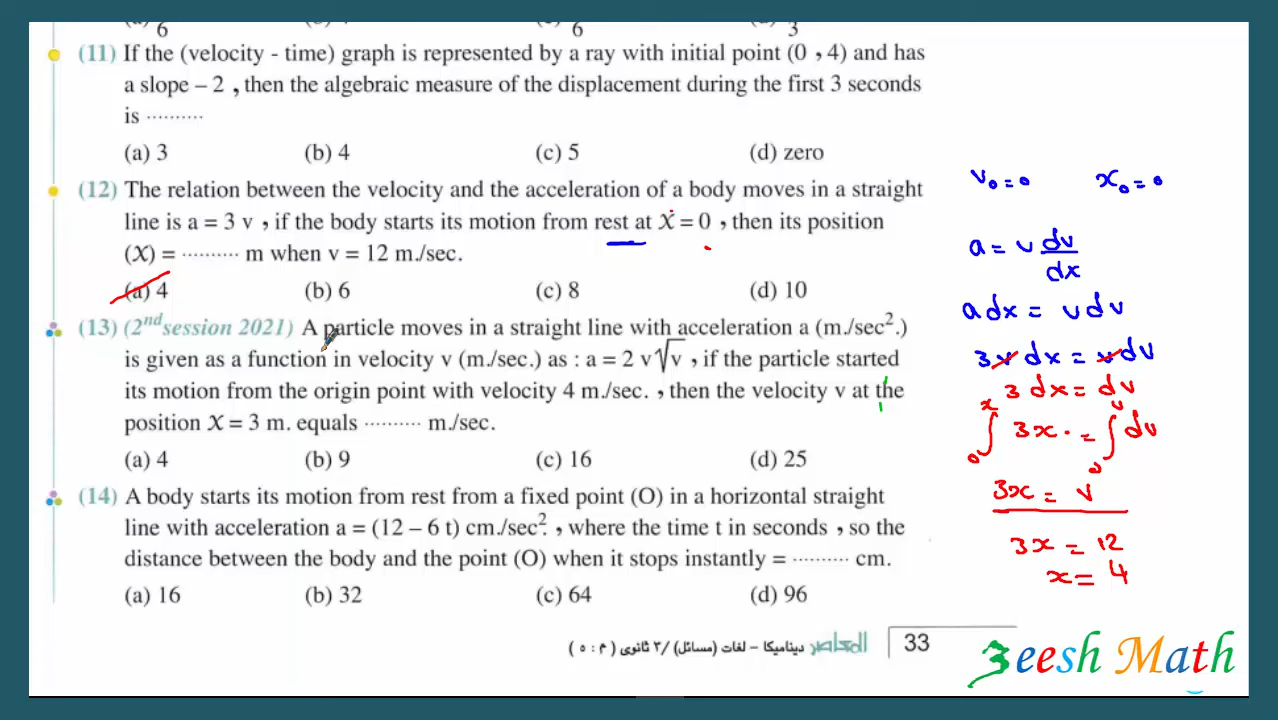 6
6
3
(11) If the (velocity - time) graph is represented by a ray with initial point (0 , 4) and has
a slope – 2 , then the algebraic measure of the displacement during the first 3 seconds
is ··········
(a) 3 (b) 4 (c) 5 (d) zero
(12) The relation between the velocity and the acceleration of a body moves in a straight
line is a = 3 v , if the body starts its motion from rest at X = 0 , then its position
(X) = ·········· m when v = 12 m./sec.
(a) 4 (b) 6 (c) 8 (d) 10
(13) (2nd session 2021) A particle moves in a straight line with acceleration a (m./sec².)
is given as a function in velocity v (m./sec.) as : a = 2 v √v , if the particle started
its motion from the origin point with velocity 4 m./sec. , then the velocity v at the
position X = 3 m. equals ·········· m./sec.
(a) 4 (b) 9 (c) 16 (d) 25
(14) A body starts its motion from rest from a fixed point (O) in a horizontal straight
line with acceleration a = (12 – 6 t) cm./sec². , where the time t in seconds , so the
distance between the body and the point (O) when it stops instantly = ·········· cm.
(a) 16 (b) 32 (c) 64 (d) 96
المعاصر ديناميكا - لغات (مسائل) / ٣ ثانوى (م : ٥)
33
v₀ = 0 x₀ = 0
a = v dv/dx
a dx = v dv
3v dx = v dv
3 dx = dv
∫₀ˣ 3x · = ∫₀ᵛ dv
3x = v
3x = 12
x = 4
3eesh Math